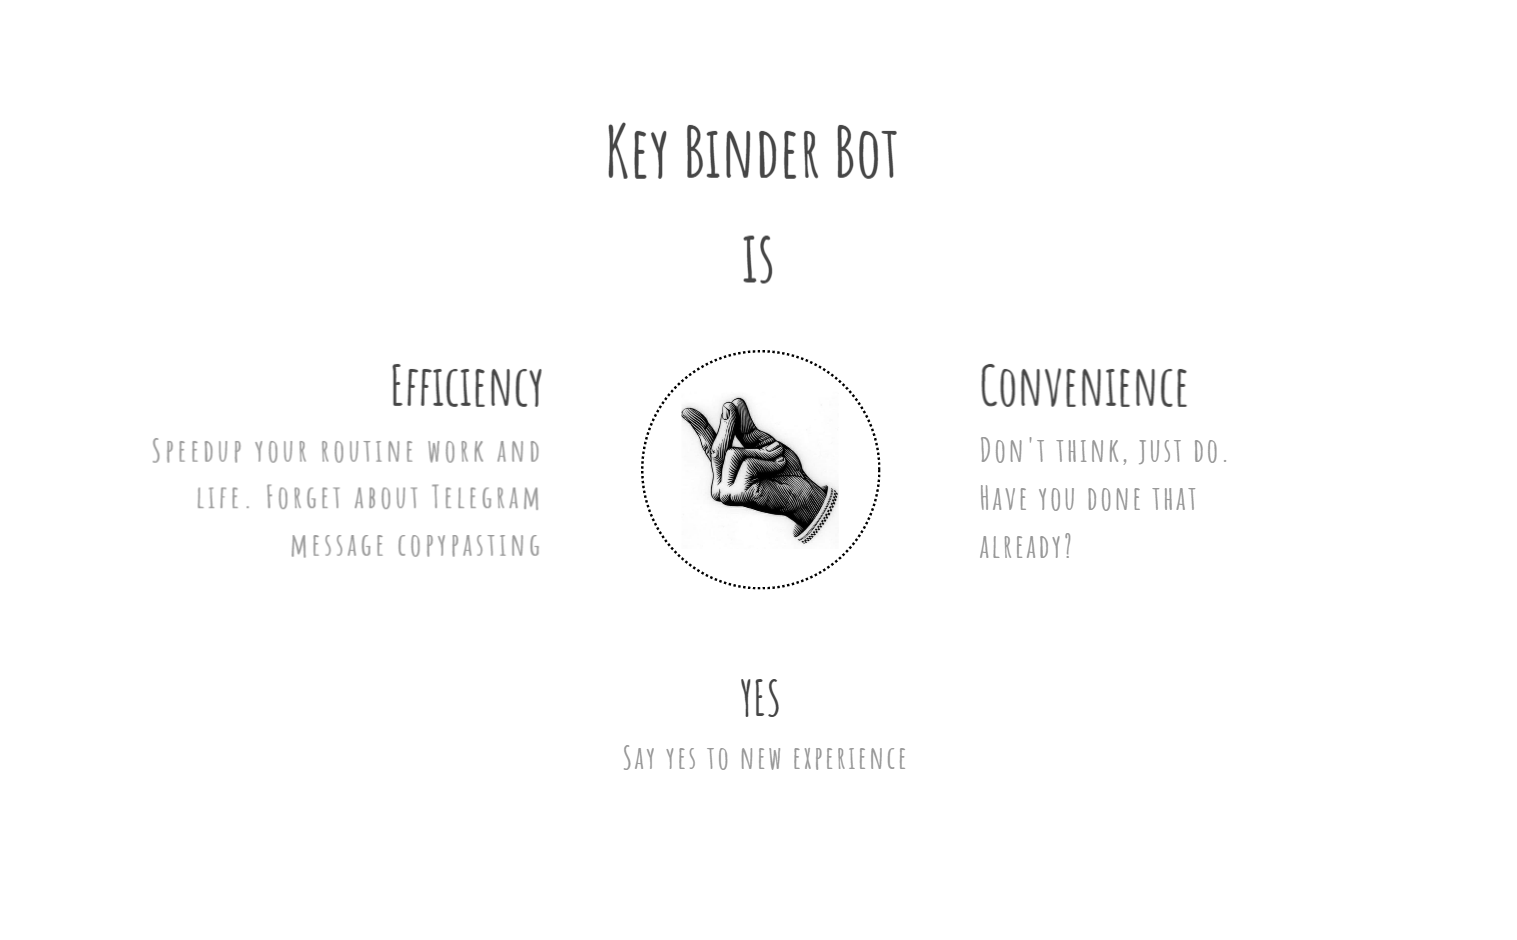 Key Binder Bot
is
Efficiency
Speedup your routine work and
life. Forget about Telegram
message copypasting
Convenience
Don't think, just do.
Have you done that
already?
yes
Say yes to new experience